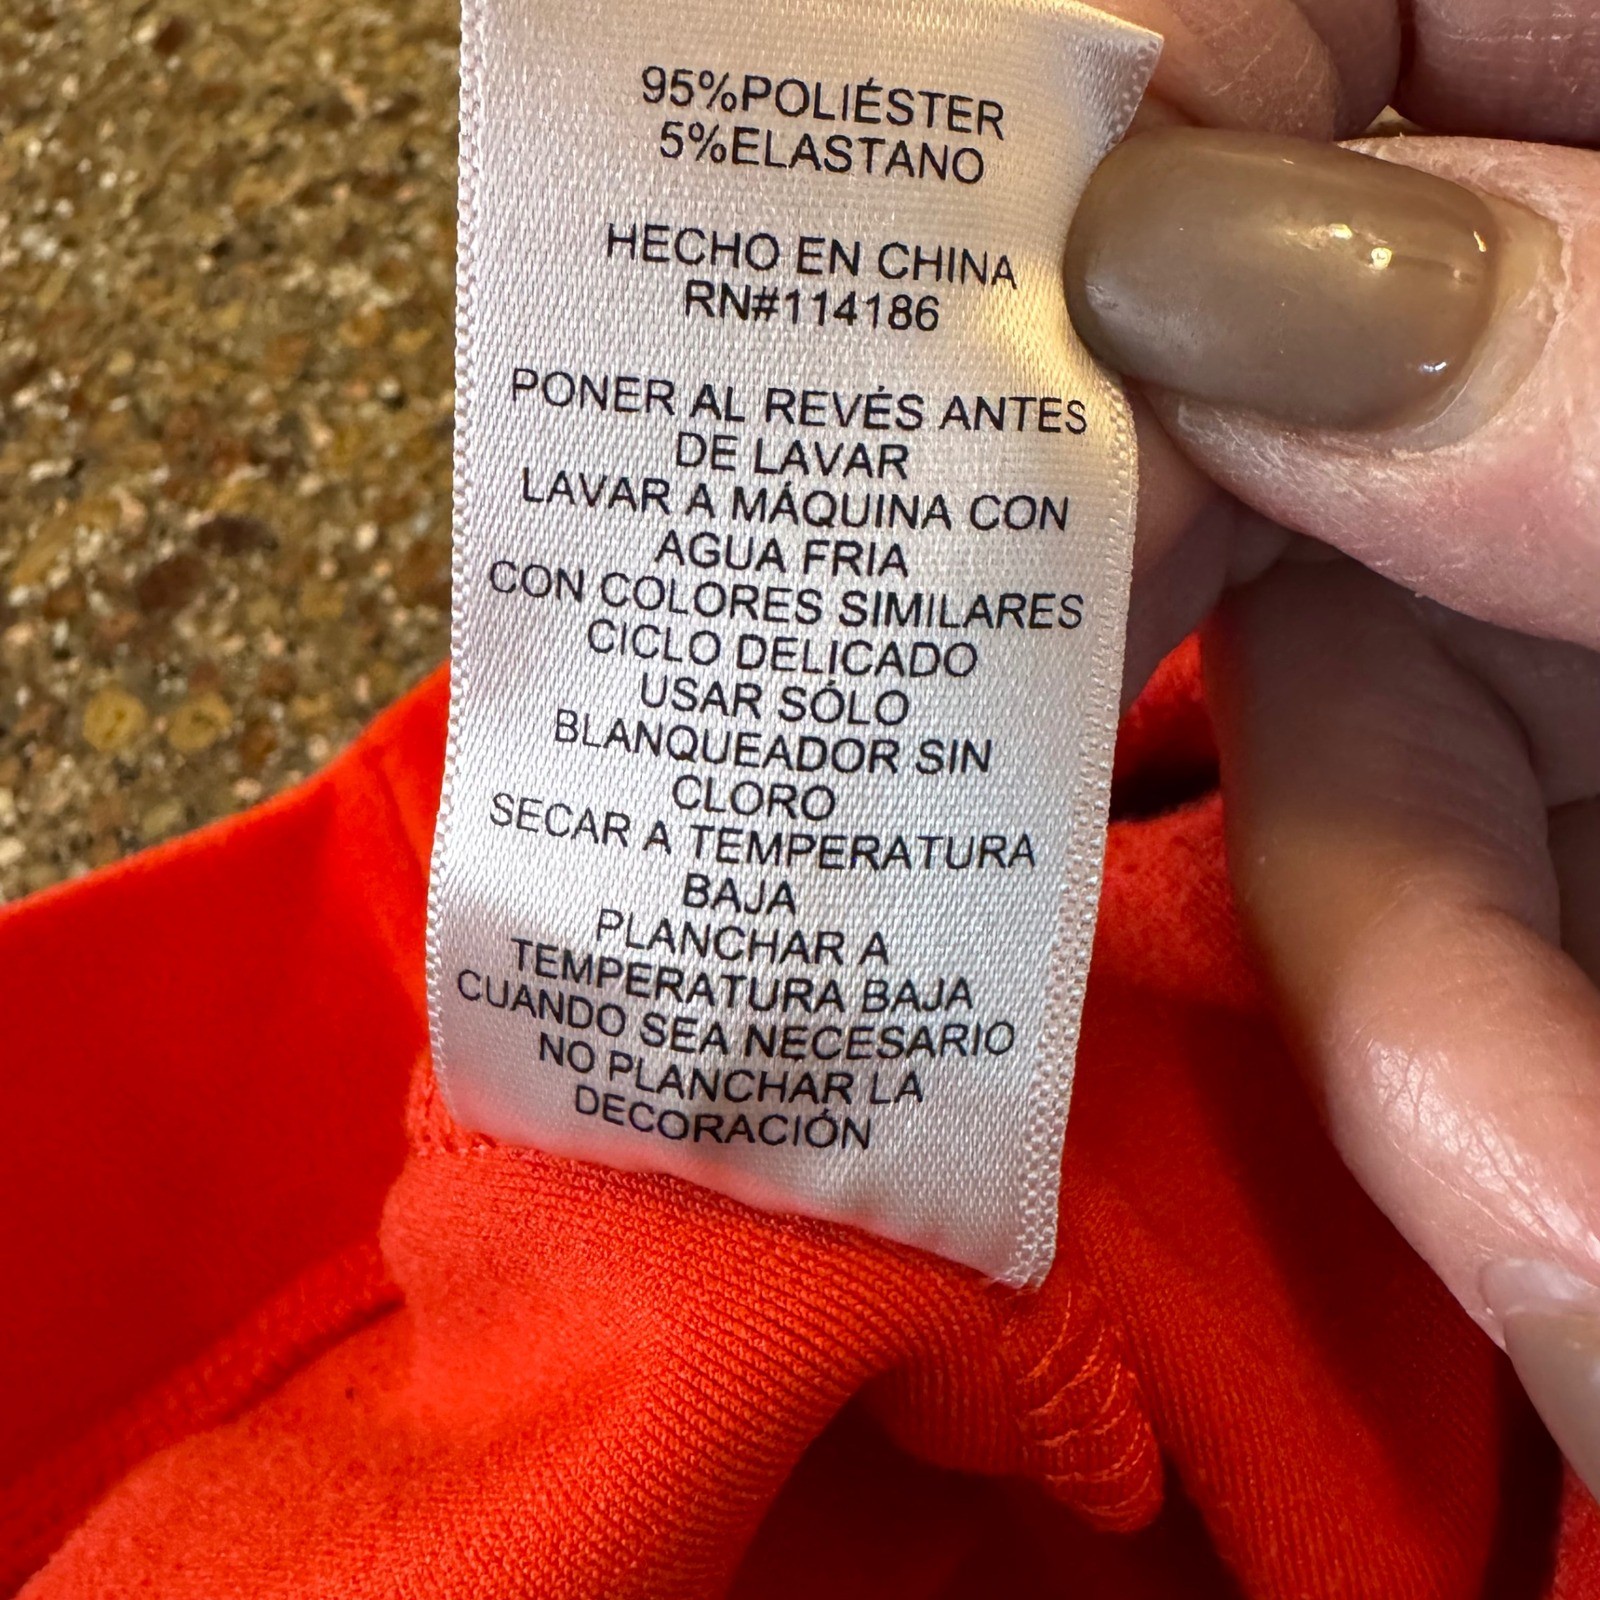 95%POLIÉSTER
5%ELASTANO
HECHO EN CHINA
RN#114186
PONER AL REVÉS ANTES
DE LAVAR
LAVAR A MÁQUINA CON
AGUA FRIA
CON COLORES SIMILARES
CICLO DELICADO
USAR SÓLO
BLANQUEADOR SIN
CLORO
SECAR A TEMPERATURA
BAJA
PLANCHAR A
TEMPERATURA BAJA
CUANDO SEA NECESARIO
NO PLANCHAR LA
DECORACIÓN